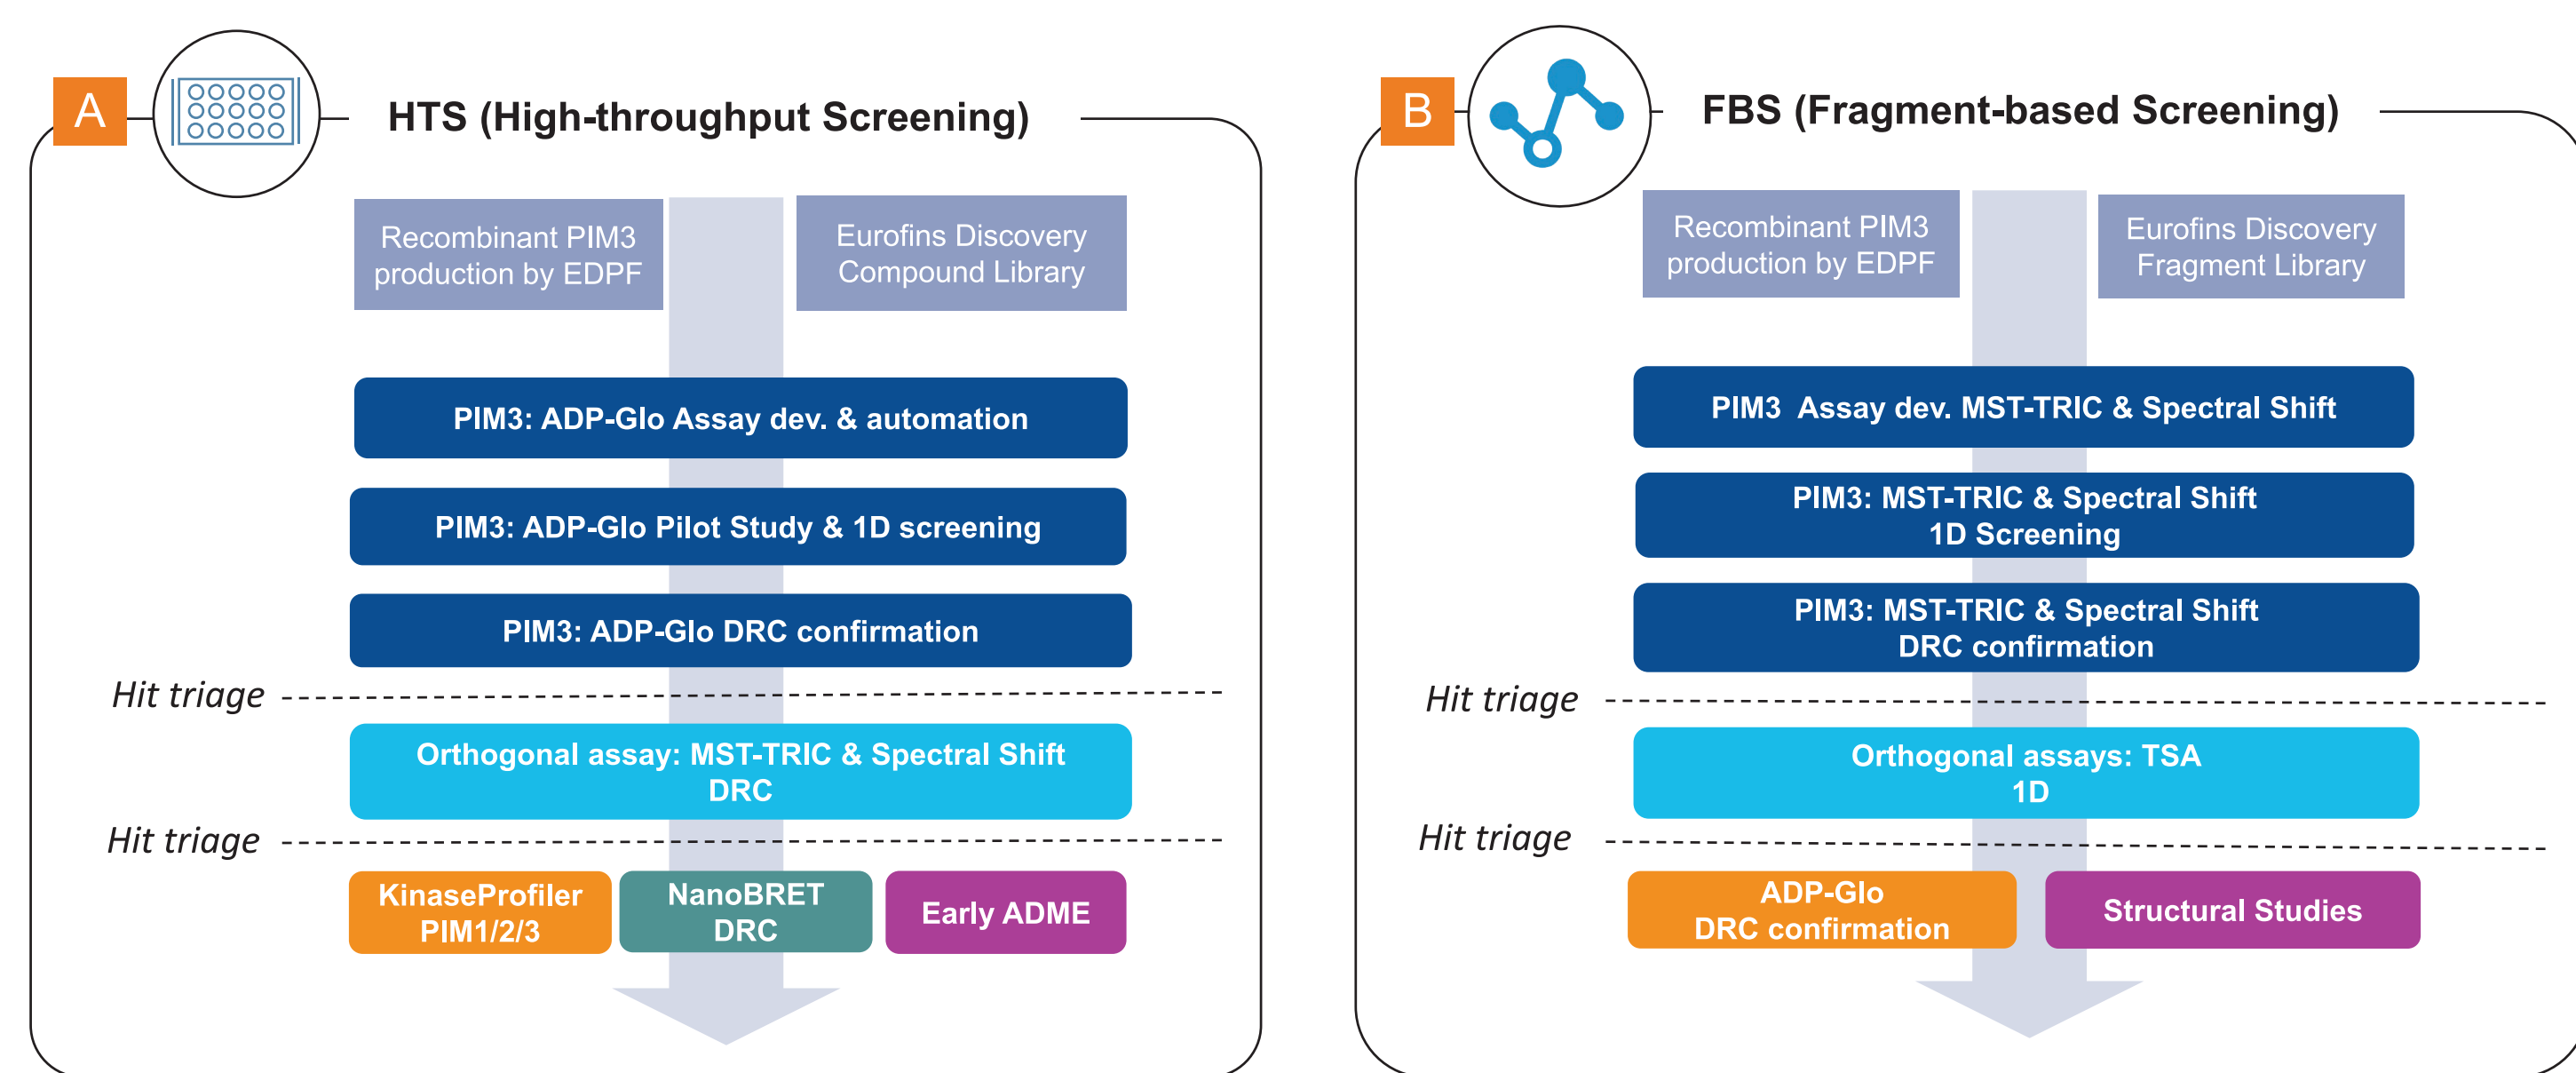 A
HTS (High-throughput Screening)
Recombinant PIM3
production by EDPF
Eurofins Discovery
Compound Library
PIM3: ADP-Glo Assay dev. & automation
PIM3: ADP-Glo Pilot Study & 1D screening
PIM3: ADP-Glo DRC confirmation
Hit triage
Orthogonal assay: MST-TRIC & Spectral Shift
DRC
Hit triage
KinaseProfiler
PIM1/2/3
NanoBRET
DRC
Early ADME
B
FBS (Fragment-based Screening)
Recombinant PIM3
production by EDPF
Eurofins Discovery
Fragment Library
PIM3 Assay dev. MST-TRIC & Spectral Shift
PIM3: MST-TRIC & Spectral Shift
1D Screening
PIM3: MST-TRIC & Spectral Shift
DRC confirmation
Hit triage
Orthogonal assays: TSA
1D
Hit triage
ADP-Glo
DRC confirmation
Structural Studies